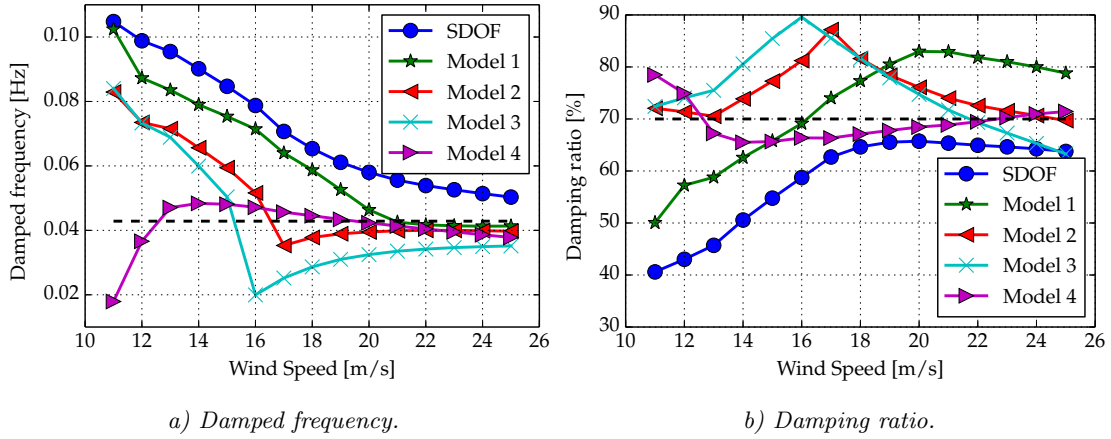 0.10
0.08
0.06
0.04
0.02
Damped frequency [Hz]
10 12 14 16 18 20 22 24 26
Wind Speed [m/s]
SDOF
Model 1
Model 2
Model 3
Model 4
a) Damped frequency.
90
80
70
60
50
40
30
Damping ratio [%]
10 12 14 16 18 20 22 24 26
Wind Speed [m/s]
SDOF
Model 1
Model 2
Model 3
Model 4
b) Damping ratio.